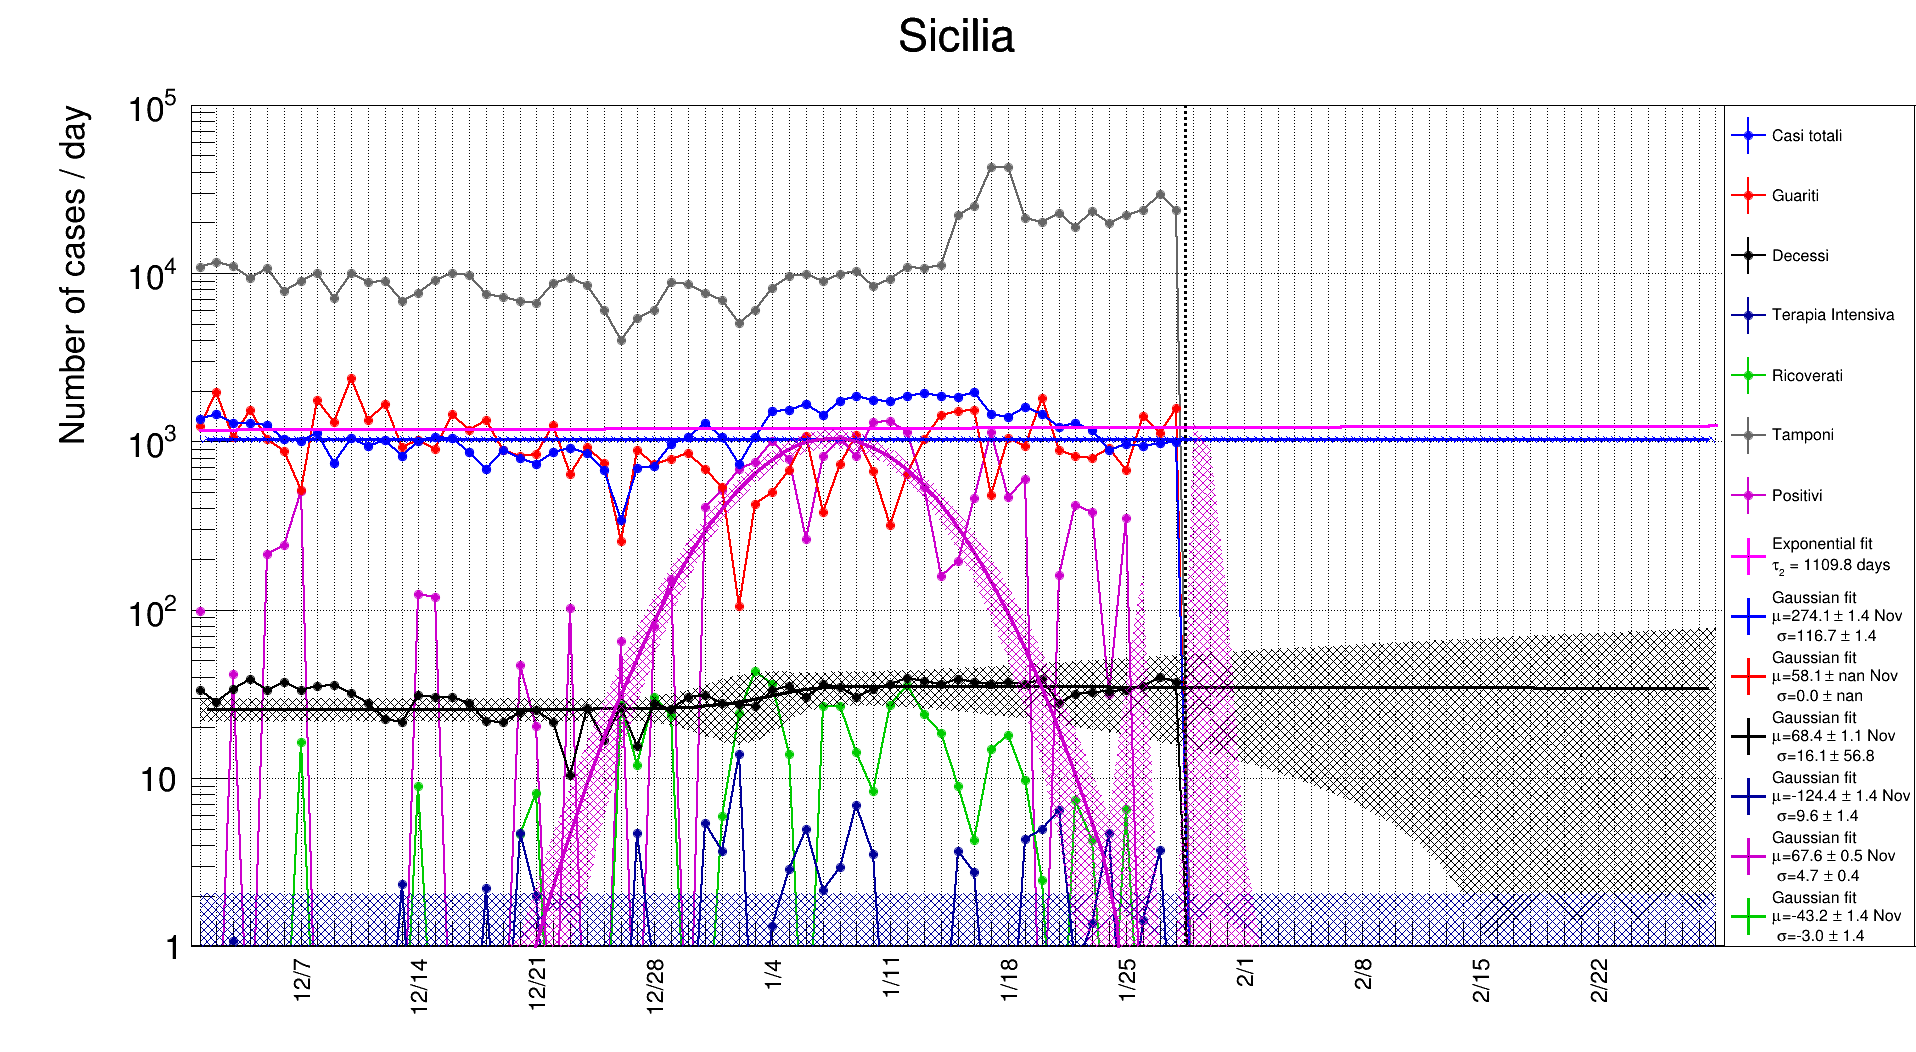 Sicilia
Number of cases / day
10^5
10^4
10^3
10^2
10
1
12/7
12/14
12/21
12/28
1/4
1/11
1/18
1/25
2/1
2/8
2/15
2/22
Casi totali
Guariti
Decessi
Terapia Intensiva
Ricoverati
Tamponi
Positivi
Exponential fit
τ_2 = 1109.8 days
Gaussian fit
μ=274.1 ± 1.4 Nov
σ=116.7 ± 1.4
Gaussian fit
μ=58.1 ± nan Nov
σ=0.0 ± nan
Gaussian fit
μ=68.4 ± 1.1 Nov
σ=16.1 ± 56.8
Gaussian fit
μ=-124.4 ± 1.4 Nov
σ=9.6 ± 1.4
Gaussian fit
μ=67.6 ± 0.5 Nov
σ=4.7 ± 0.4
Gaussian fit
μ=-43.2 ± 1.4 Nov
σ=-3.0 ± 1.4